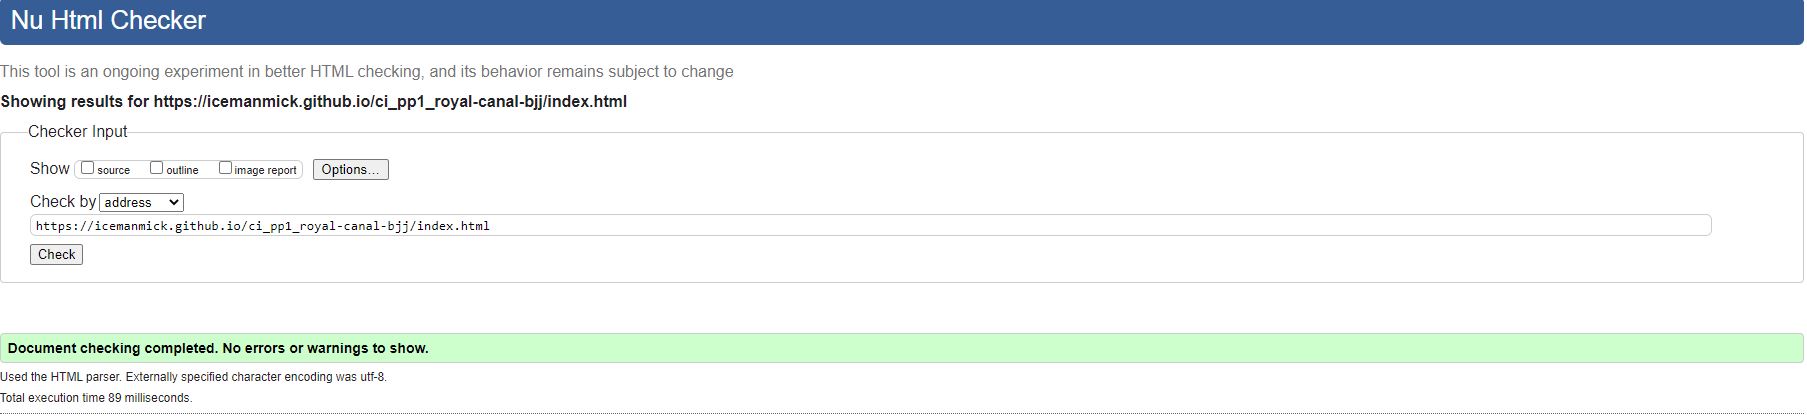 Nu Html Checker
This tool is an ongoing experiment in better HTML checking, and its behavior remains subject to change
Showing results for https://icemanmick.github.io/ci_pp1_royal-canal-bjj/index.html
Checker Input
Show source outline image report Options...
Check by address
https://icemanmick.github.io/ci_pp1_royal-canal-bjj/index.html
Check
Document checking completed. No errors or warnings to show.
Used the HTML parser. Externally specified character encoding was utf-8.
Total execution time 89 milliseconds.